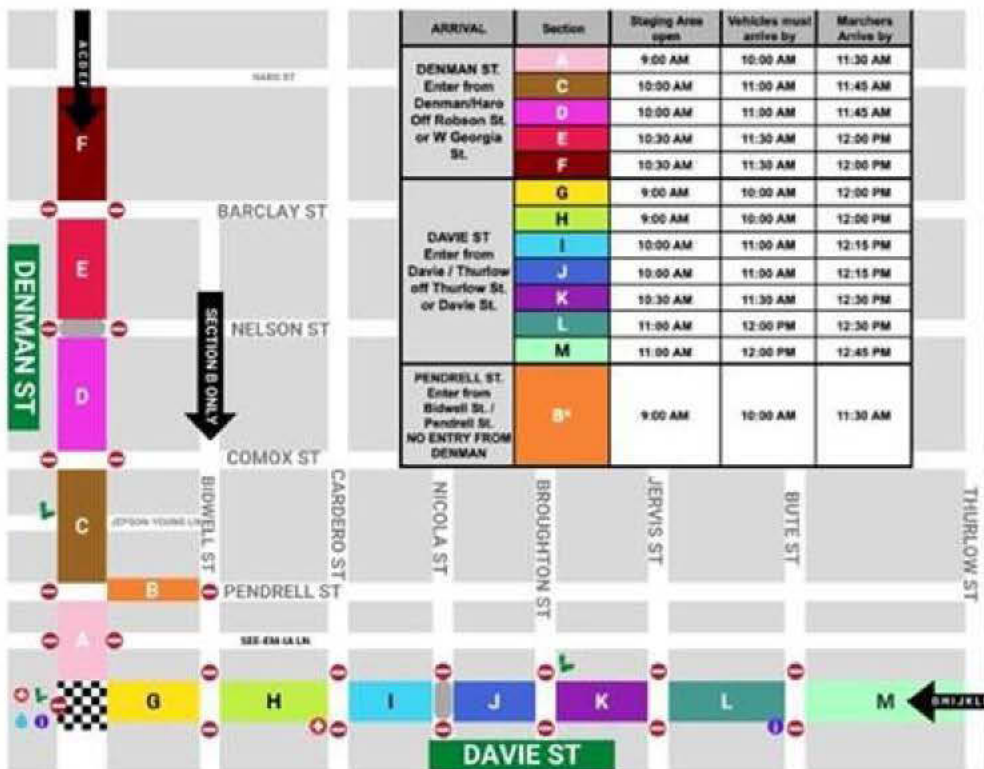 ARRIVAL Section Staging Area open Vehicles must arrive by Marchers Arrive by
DENMAN ST.
Enter from
Denman/Haro
Off Robson St.
or W Georgia
St.
A 9:00 AM 10:00 AM 11:30 AM
C 10:00 AM 11:00 AM 11:45 AM
D 10:00 AM 11:00 AM 11:45 AM
E 10:30 AM 11:30 AM 12:00 PM
F 10:30 AM 11:30 AM 12:00 PM
DAVIE ST
Enter from
Davie / Thurlow
off Thurlow St.
or Davie St.
G 9:00 AM 10:00 AM 12:00 PM
H 9:00 AM 10:00 AM 12:00 PM
I 10:00 AM 11:00 AM 12:15 PM
J 10:00 AM 11:00 AM 12:15 PM
K 10:30 AM 11:30 AM 12:30 PM
L 11:00 AM 12:00 PM 12:30 PM
M 11:00 AM 12:00 PM 12:45 PM
PENDRELL ST.
Enter from
Bidwell St. /
Pendrell St.
NO ENTRY FROM
DENMAN
B* 9:00 AM 10:00 AM 11:30 AM
HARO ST
F
BARCLAY ST
E
DENMAN ST
NELSON ST
SECTION B ONLY
D
COMOX ST
BIDWELL ST
CARDERO ST
NICOLA ST
BROUGHTON ST
JERVIS ST
BUTE ST
THURLOW ST
C
JEPSON-YOUNG LN
B
PENDRELL ST
A
SEE-EM-IA LN
G
H
I
J
K
L
M
DAVIE ST